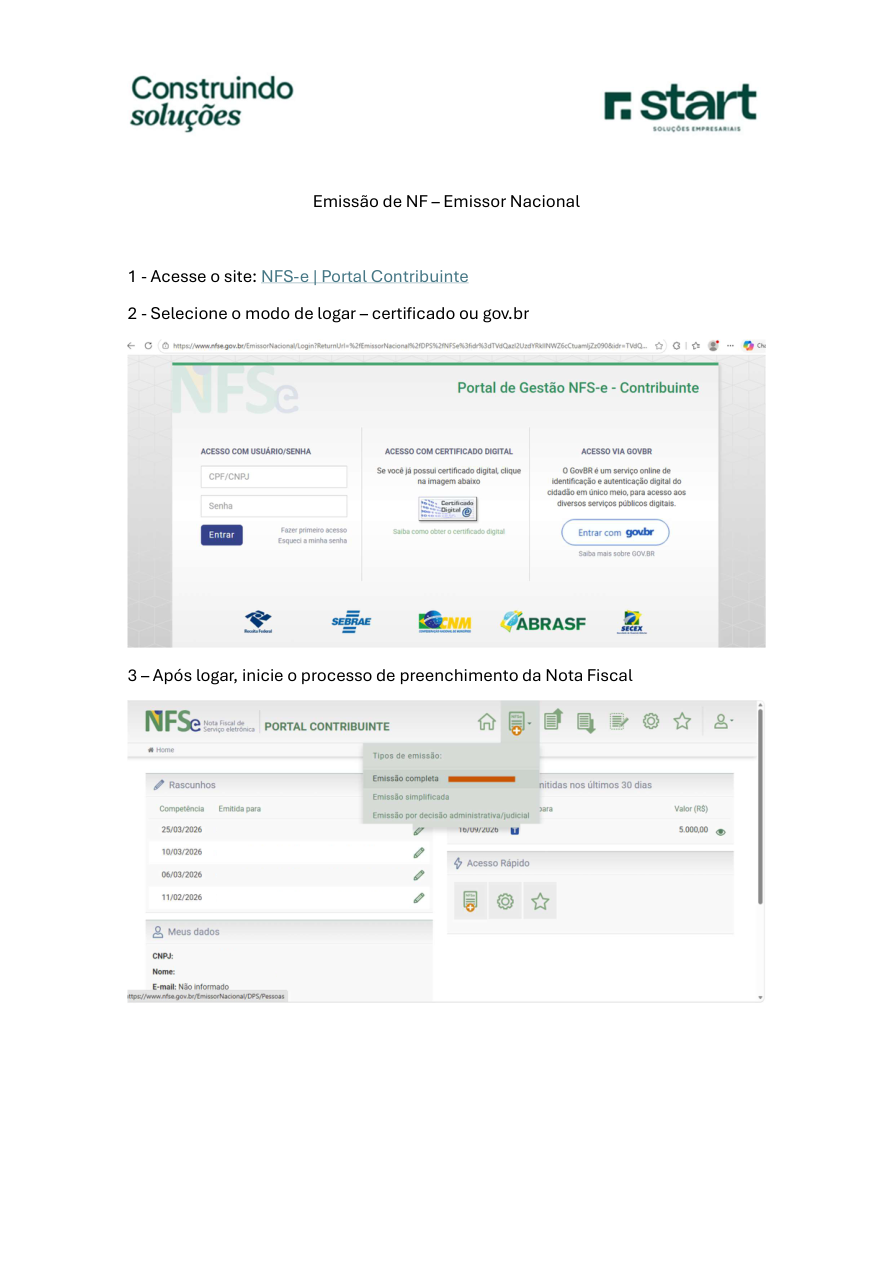 Construindo
soluções
start
SOLUÇÕES EMPRESARIAIS
Emissão de NF – Emissor Nacional
1 - Acesse o site: NFS-e | Portal Contribuinte
2 - Selecione o modo de logar – certificado ou gov.br
NFSe
Portal de Gestão NFS-e - Contribuinte
ACESSO COM USUÁRIO/SENHA
CPF/CNPJ
Senha
Entrar
Fazer primeiro acesso
Esqueci a minha senha
ACESSO COM CERTIFICADO DIGITAL
Se você já possui certificado digital, clique
na imagem abaixo
Certificado
Digital @
Saiba como obter o certificado digital
ACESSO VIA GOVBR
O GovBR é um serviço online de
identificação e autenticação digital do
cidadão em único meio, para acesso aos
diversos serviços públicos digitais.
Entrar com gov.br
Saiba mais sobre GOV.BR
Receita Federal
SEBRAE
CNM
ABRASF
SECEX
3 – Após logar, inicie o processo de preenchimento da Nota Fiscal
NFSe Nota Fiscal de
Serviço eletrônica
PORTAL CONTRIBUINTE
Home
Tipos de emissão:
Emissão completa
Emissão simplificada
Emissão por decisão administrativa/judicial
Rascunhos
Competência Emitida para
25/03/2026
10/03/2026
06/03/2026
11/02/2026
nitidas nos últimos 30 dias
para Valor (R$)
16/09/2026 5.000,00
Acesso Rápido
Meus dados
CNPJ:
Nome:
E-mail: Não informado
https://www.nfse.gov.br/EmissorNacional/DPS/Pessoas